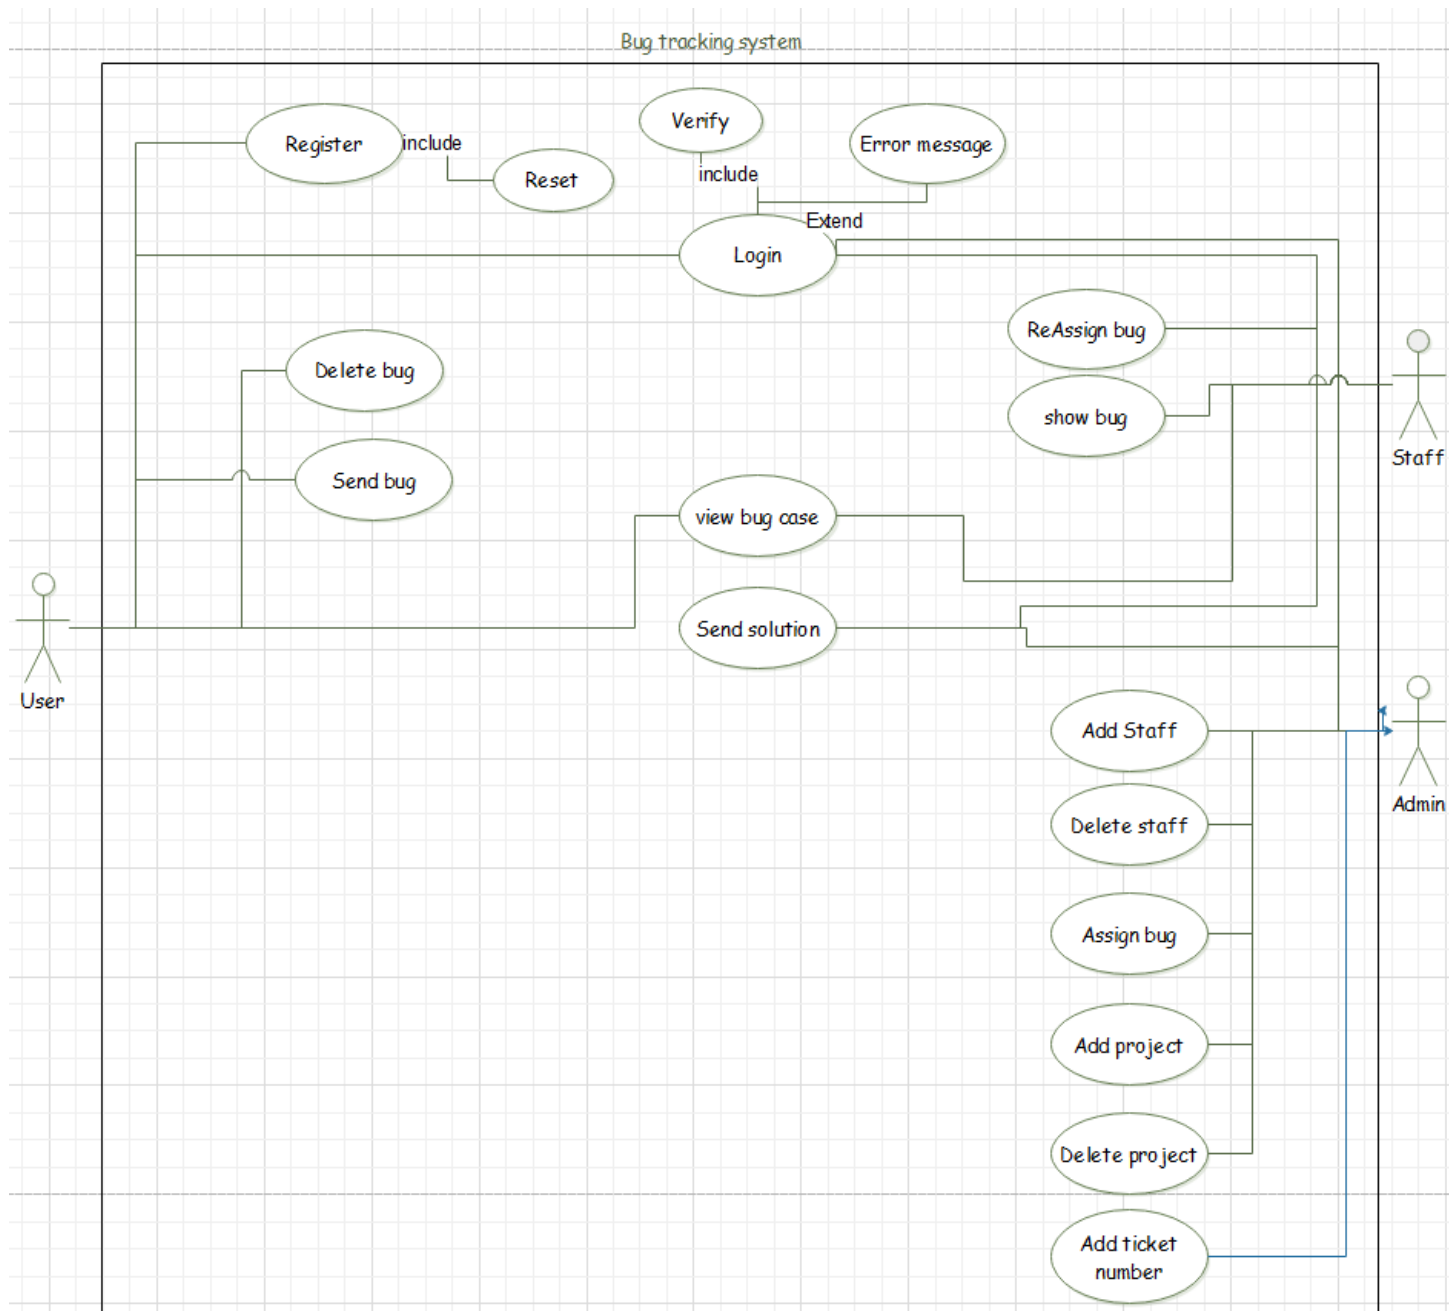 Bug tracking system
Verify
Register
include
Error message
include
Reset
Extend
Login
ReAssign bug
Delete bug
show bug
Staff
Send bug
view bug case
Send solution
User
Add Staff
Admin
Delete staff
Assign bug
Add project
Delete project
Add ticket
number